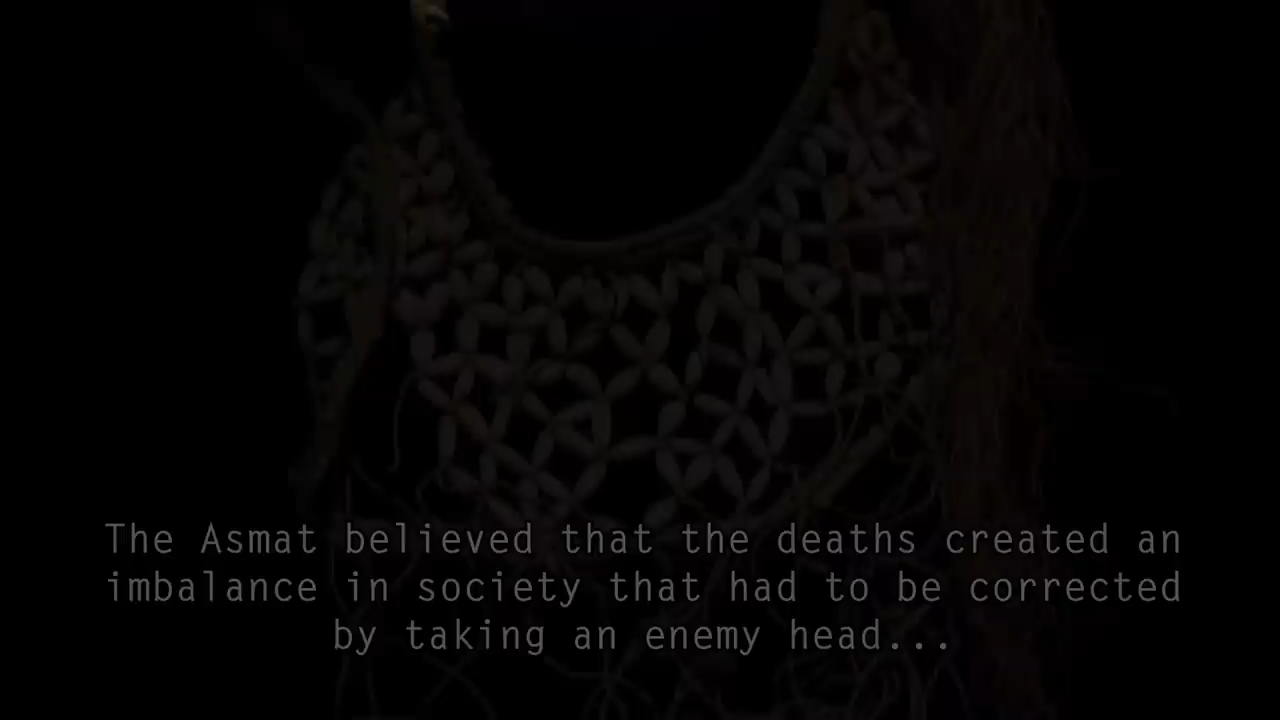 The Asmat believed that the deaths created an
imbalance in society that had to be corrected
by taking an enemy head...